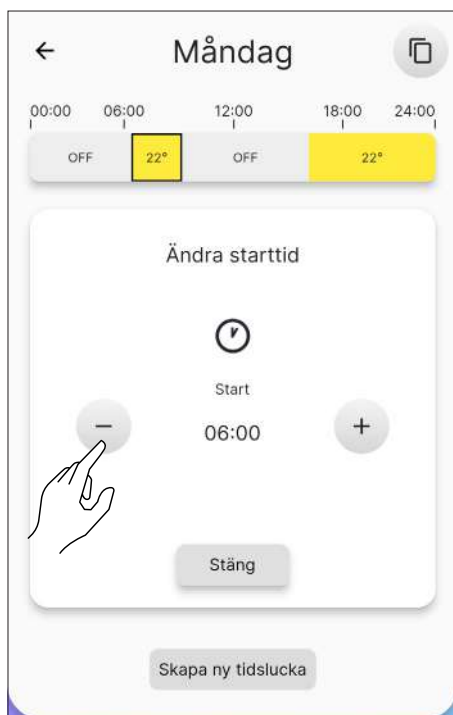 Måndag
00:00 06:00 12:00 18:00 24:00
OFF 22° OFF 22°
Ändra starttid
Start
− 06:00 +
Stäng
Skapa ny tidslucka